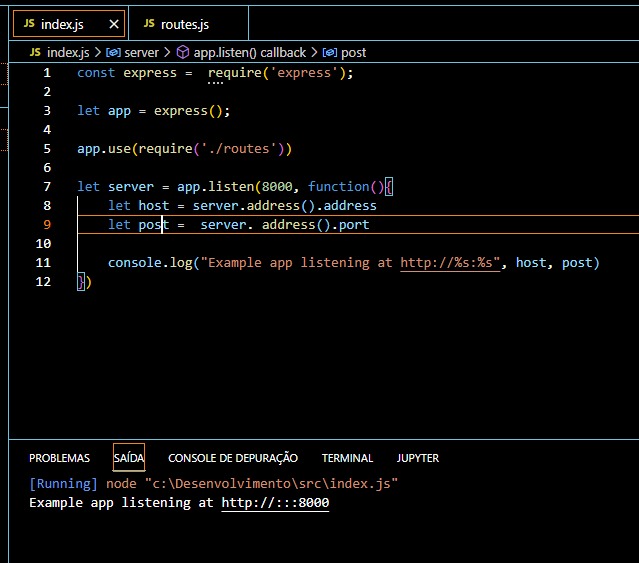 JS index.js × JS routes.js
JS index.js > server > app.listen() callback > post
1 const express =  require('express');
2
3 let app = express();
4
5 app.use(require('./routes'))
6
7 let server = app.listen(8000, function(){
8 let host = server.address().address
9 let post =  server. address().port
10
11 console.log("Example app listening at http://%s:%s", host, post)
12 })
PROBLEMAS SAÍDA CONSOLE DE DEPURAÇÃO TERMINAL JUPYTER
[Running] node "c:\Desenvolvimento\src\index.js"
Example app listening at http://:::8000